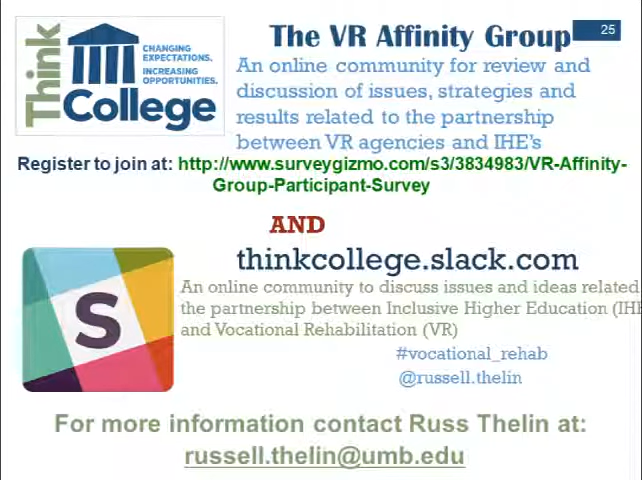 Think
College
CHANGING
EXPECTATIONS.
INCREASING
OPPORTUNITIES.
The VR Affinity Group
25
An online community for review and
discussion of issues, strategies and
results related to the partnership
between VR agencies and IHE's
Register to join at: http://www.surveygizmo.com/s3/3834983/VR-Affinity-
Group-Participant-Survey
AND
thinkcollege.slack.com
S
An online community to discuss issues and ideas related
the partnership between Inclusive Higher Education (IH
and Vocational Rehabilitation (VR)
#vocational_rehab
@russell.thelin
For more information contact Russ Thelin at:
russell.thelin@umb.edu